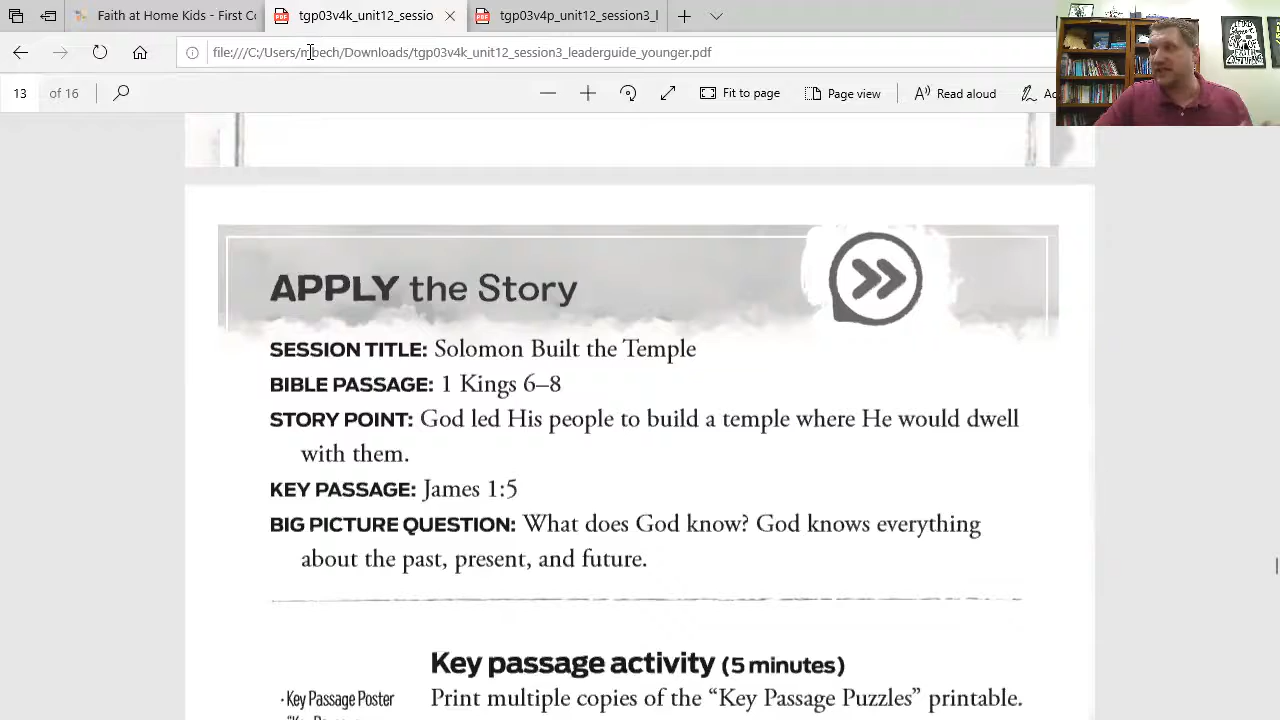 Faith at Home Kids - First C
tgp03v4k_unit12_sessio
tgp03v4p_unit12_session3_l
file:///C:/Users/mbech/Downloads/tgp03v4k_unit12_session3_leaderguide_younger.pdf
13 of 16
Fit to page
Page view
Read aloud
APPLY the Story
SESSION TITLE: Solomon Built the Temple
BIBLE PASSAGE: 1 Kings 6–8
STORY POINT: God led His people to build a temple where He would dwell
with them.
KEY PASSAGE: James 1:5
BIG PICTURE QUESTION: What does God know? God knows everything
about the past, present, and future.
Key passage activity (5 minutes)
· Key Passage Poster
Print multiple copies of the “Key Passage Puzzles” printable.